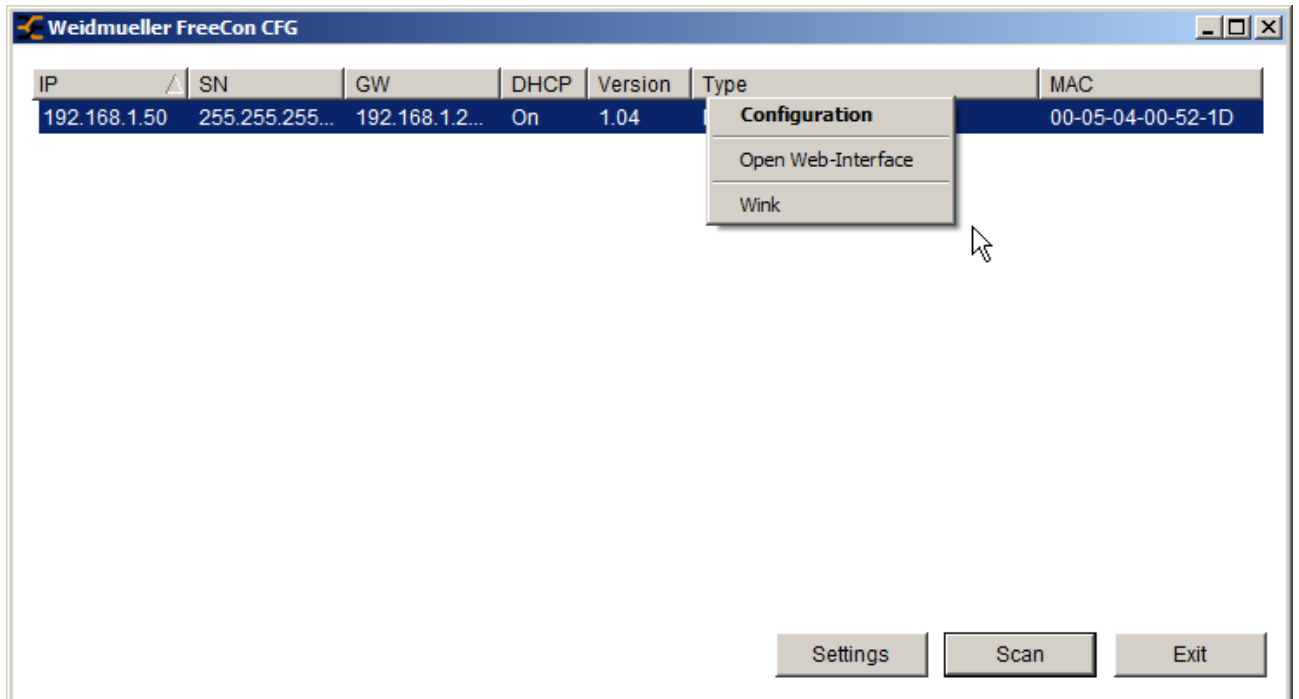 Weidmueller FreeCon CFG
IP SN GW DHCP Version Type MAC
192.168.1.50 255.255.255... 192.168.1.2... On 1.04 00-05-04-00-52-1D
Configuration
Open Web-Interface
Wink
Settings Scan Exit